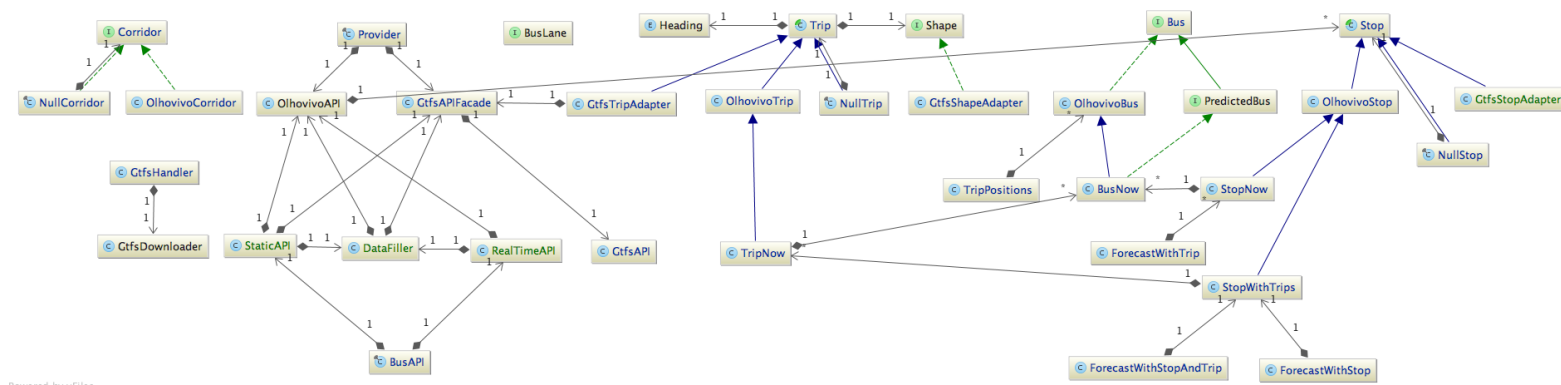 Corridor
Provider
BusLane
Heading
Trip
Shape
Bus
Stop
NullCorridor
OlhovivoCorridor
OlhovivoAPI
GtfsAPIFacade
GtfsTripAdapter
OlhovivoTrip
NullTrip
GtfsShapeAdapter
OlhovivoBus
PredictedBus
OlhovivoStop
GtfsStopAdapter
NullStop
GtfsHandler
TripPositions
BusNow
StopNow
GtfsDownloader
StaticAPI
DataFiller
RealTimeAPI
GtfsAPI
TripNow
ForecastWithTrip
StopWithTrips
BusAPI
ForecastWithStopAndTrip
ForecastWithStop